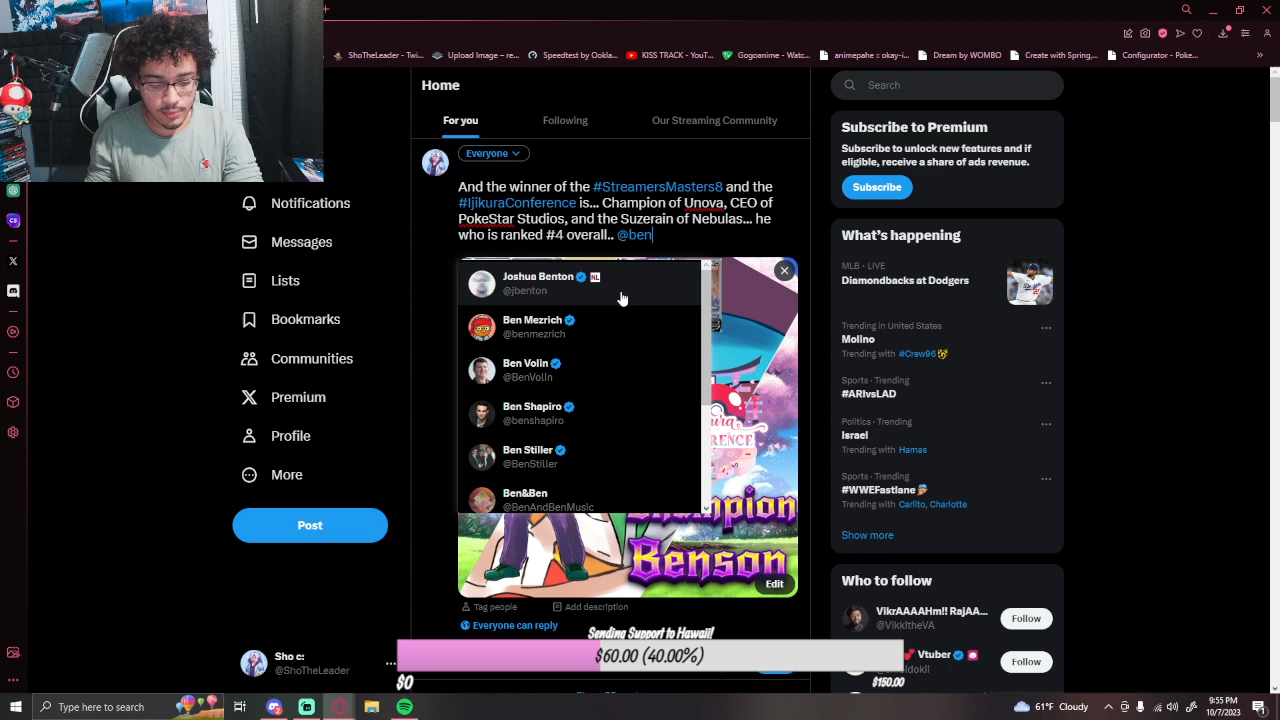 ShoTheLeader - Twi...
Upload Image – re...
Speedtest by Ookla...
KISS TRACK - YouT...
Gogoanime - Watc...
animepahe :: okay-i...
Dream by WOMBO
Create with Spring,...
Configurator - Poke...
Home
For you
Following
Our Streaming Community
Everyone
And the winner of the #StreamersMasters8 and the
#IjikuraConference is... Champion of Unova, CEO of
PokeStar Studios, and the Suzerain of Nebulas... he
who is ranked #4 overall.. @ben
Joshua Benton NL
@jbenton
Ben Mezrich
@benmezrich
Ben Volin
@BenVolin
Ben Shapiro
@benshapiro
Ben Stiller
@BenStiller
Ben&Ben
@BenAndBenMusic
Champion
Benson
Edit
Tag people
Add description
Everyone can reply
Notifications
Messages
Lists
Bookmarks
Communities
Premium
Profile
More
Post
Sho c:
@ShoTheLeader
Search
Subscribe to Premium
Subscribe to unlock new features and if
eligible, receive a share of ads revenue.
Subscribe
What's happening
MLB · LIVE
Diamondbacks at Dodgers
Trending in United States
Molino
Trending with #Crew96
Sports · Trending
#ARIvsLAD
Politics · Trending
Israel
Trending with Hamas
Sports · Trending
#WWEFastlane
Trending with Carlito, Charlotte
Show more
Who to follow
VikrAAAAHm!! RajAA...
@VikkitheVA
Follow
Vtuber
Follow
Sending Support to Hawaii!
$60.00 (40.00%)
$0
$150.00
Type here to search
61°F Cloudy
9:55 PM
10/7/2023